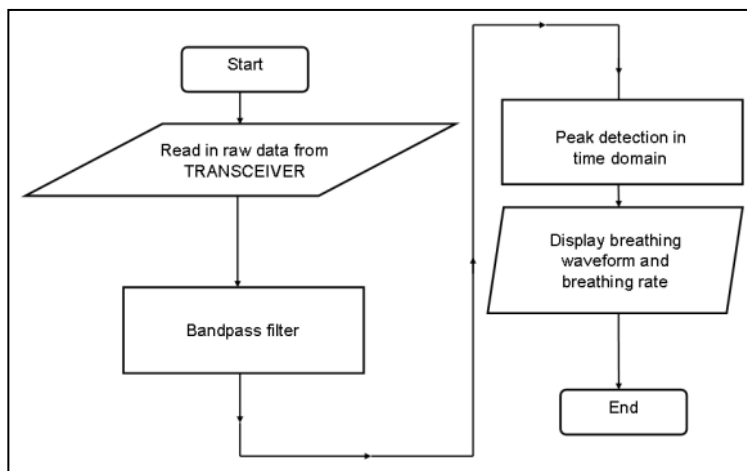 Start
Read in raw data from
TRANSCEIVER
Bandpass filter
Peak detection in
time domain
Display breathing
waveform and
breathing rate
End